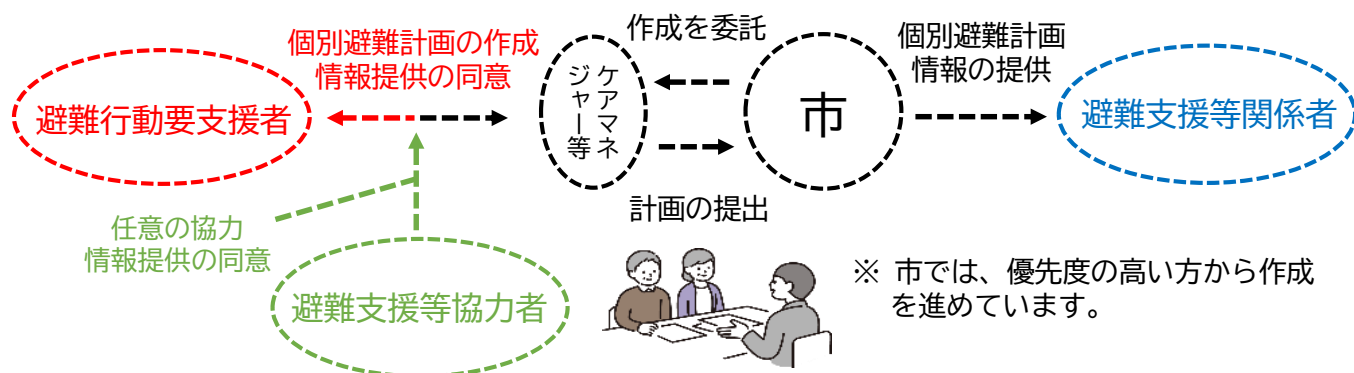 個別避難計画の作成
情報提供の同意
避難行動要支援者
ケアマネ
ジャー等
作成を委託
市
計画の提出
個別避難計画
情報の提供
避難支援等関係者
任意の協力
情報提供の同意
避難支援等協力者
※ 市では、優先度の高い方から作成
を進めています。